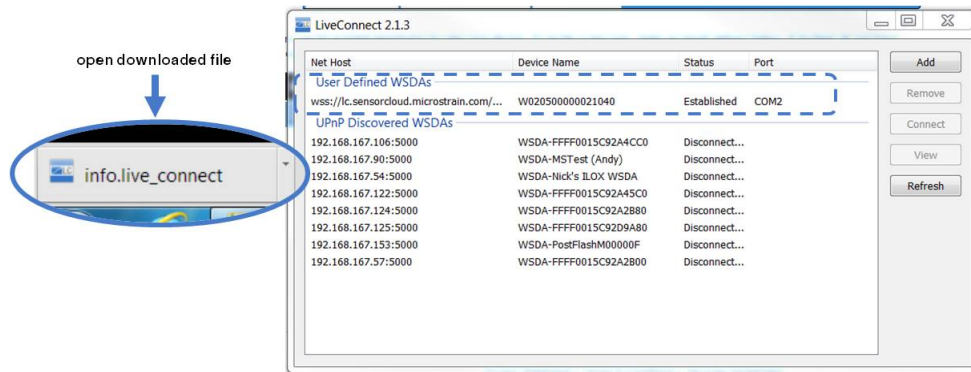 open downloaded file
LC info.live_connect
LiveConnect 2.1.3
Net Host Device Name Status Port
User Defined WSDAs
wss://lc.sensorcloud.microstrain.com/... W020500000021040 Established COM2
UPnP Discovered WSDAs
192.168.167.106:5000 WSDA-FFFF0015C92A4CC0 Disconnect...
192.168.167.90:5000 WSDA-MSTest (Andy) Disconnect...
192.168.167.54:5000 WSDA-Nick's ILOX WSDA Disconnect...
192.168.167.122:5000 WSDA-FFFF0015C92A45C0 Disconnect...
192.168.167.124:5000 WSDA-FFFF0015C92A2B80 Disconnect...
192.168.167.125:5000 WSDA-FFFF0015C92D9A80 Disconnect...
192.168.167.153:5000 WSDA-PostFlashM00000F Disconnect...
192.168.167.57:5000 WSDA-FFFF0015C92A2B00 Disconnect...
Add
Remove
Connect
View
Refresh